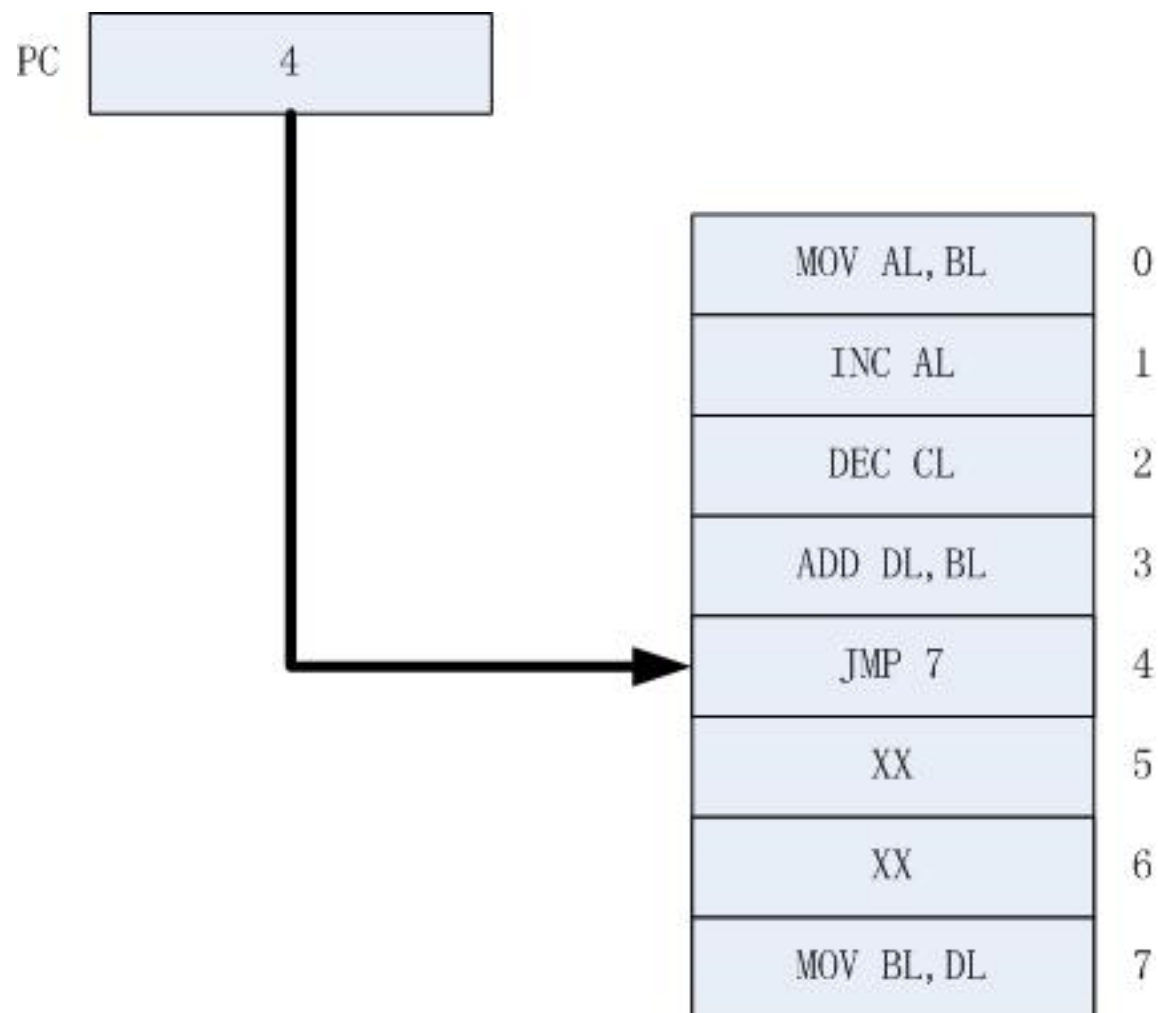 PC 4
MOV AL,BL 0
INC AL 1
DEC CL 2
ADD DL,BL 3
JMP 7 4
XX 5
XX 6
MOV BL,DL 7